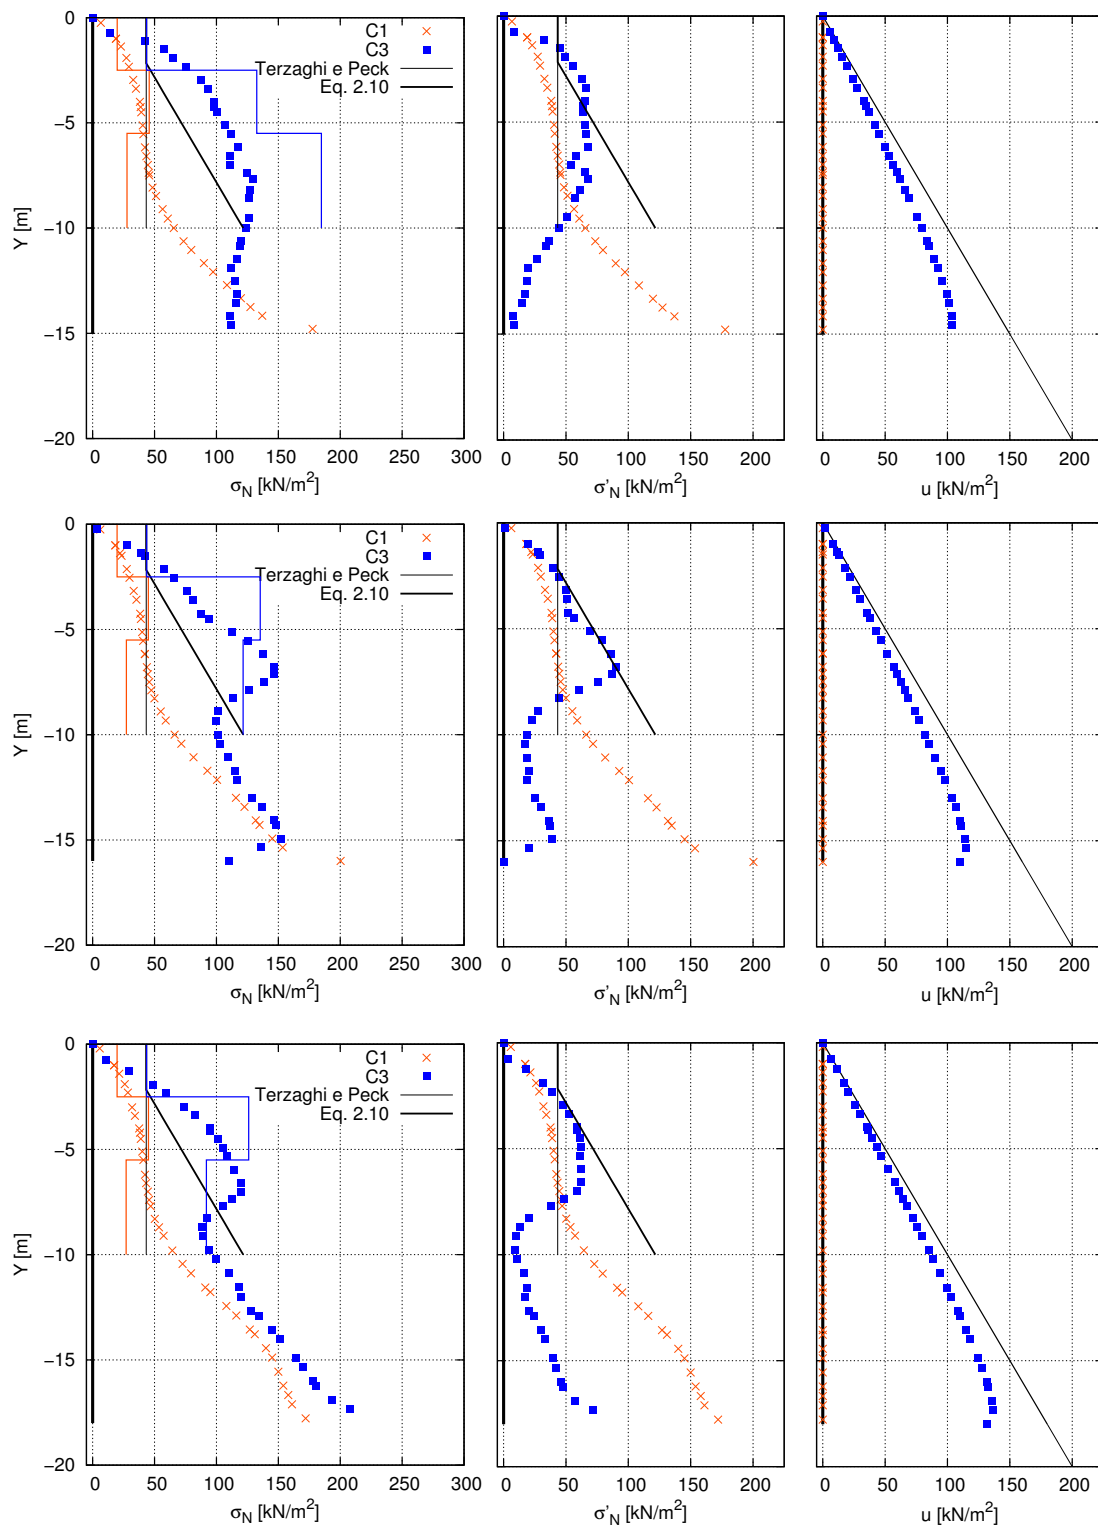 0
−5
−10
−15
−20
Y [m]
0 50 100 150 200 250 300
σN [kN/m²]
C1
C3
Terzaghi e Peck
Eq. 2.10
0 50 100 150 200
σ'N [kN/m²]
0 50 100 150 200
u [kN/m²]
0
−5
−10
−15
−20
Y [m]
0 50 100 150 200 250 300
σN [kN/m²]
C1
C3
Terzaghi e Peck
Eq. 2.10
0 50 100 150 200
σ'N [kN/m²]
0 50 100 150 200
u [kN/m²]
0
−5
−10
−15
−20
Y [m]
0 50 100 150 200 250 300
σN [kN/m²]
C1
C3
Terzaghi e Peck
Eq. 2.10
0 50 100 150 200
σ'N [kN/m²]
0 50 100 150 200
u [kN/m²]